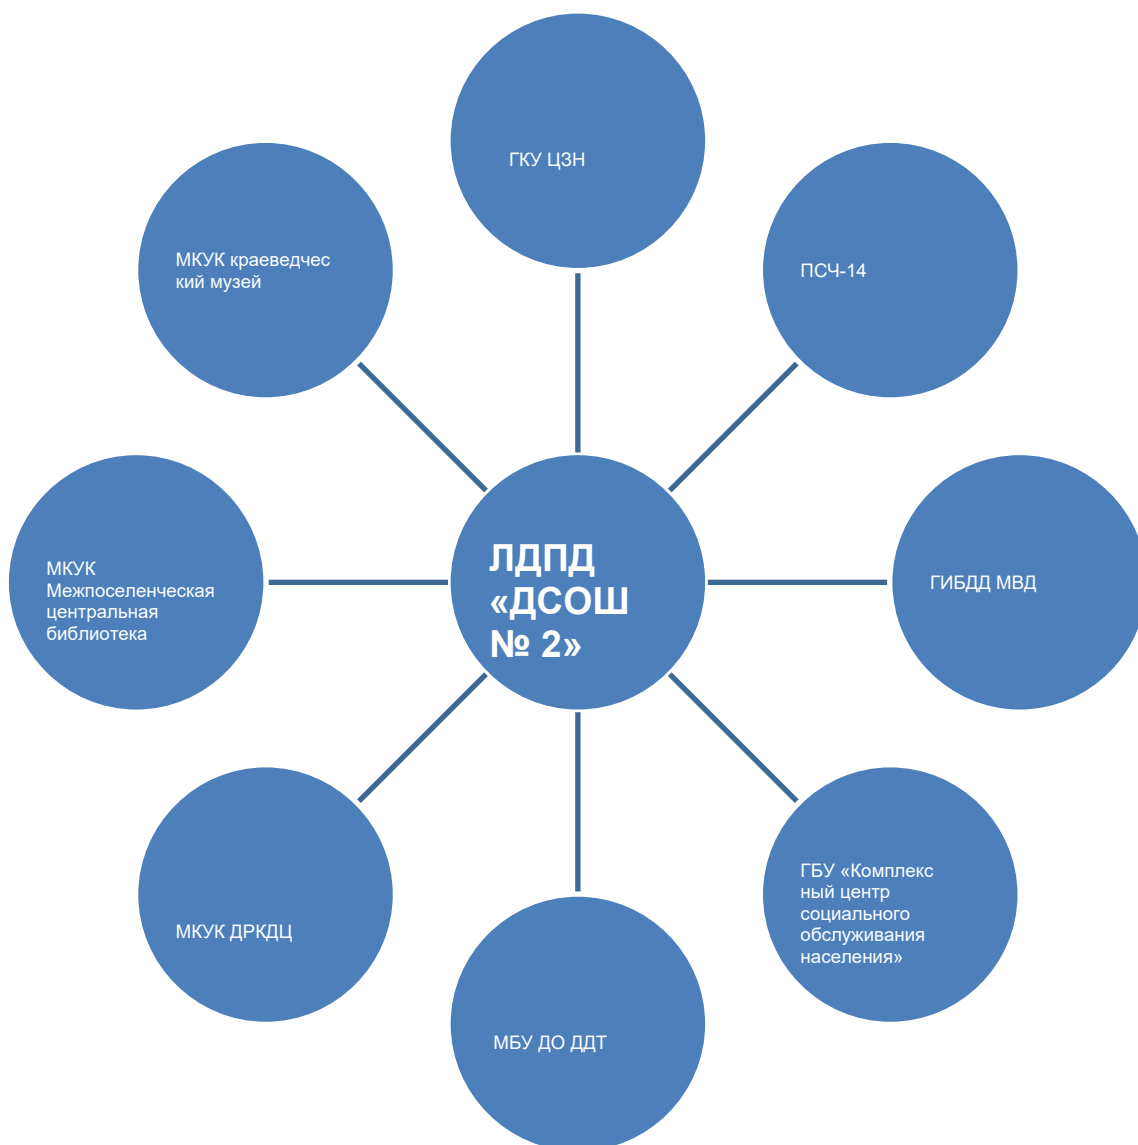 ГКУ ЦЗН
МКУК краеведчес
кий музей
ПСЧ-14
МКУК
Межпоселенческая
центральная
библиотека
ЛДПД
«ДСОШ
№ 2»
ГИБДД МВД
МКУК ДРКДЦ
ГБУ «Комплекс
ный центр
социального
обслуживания
населения»
МБУ ДО ДДТ